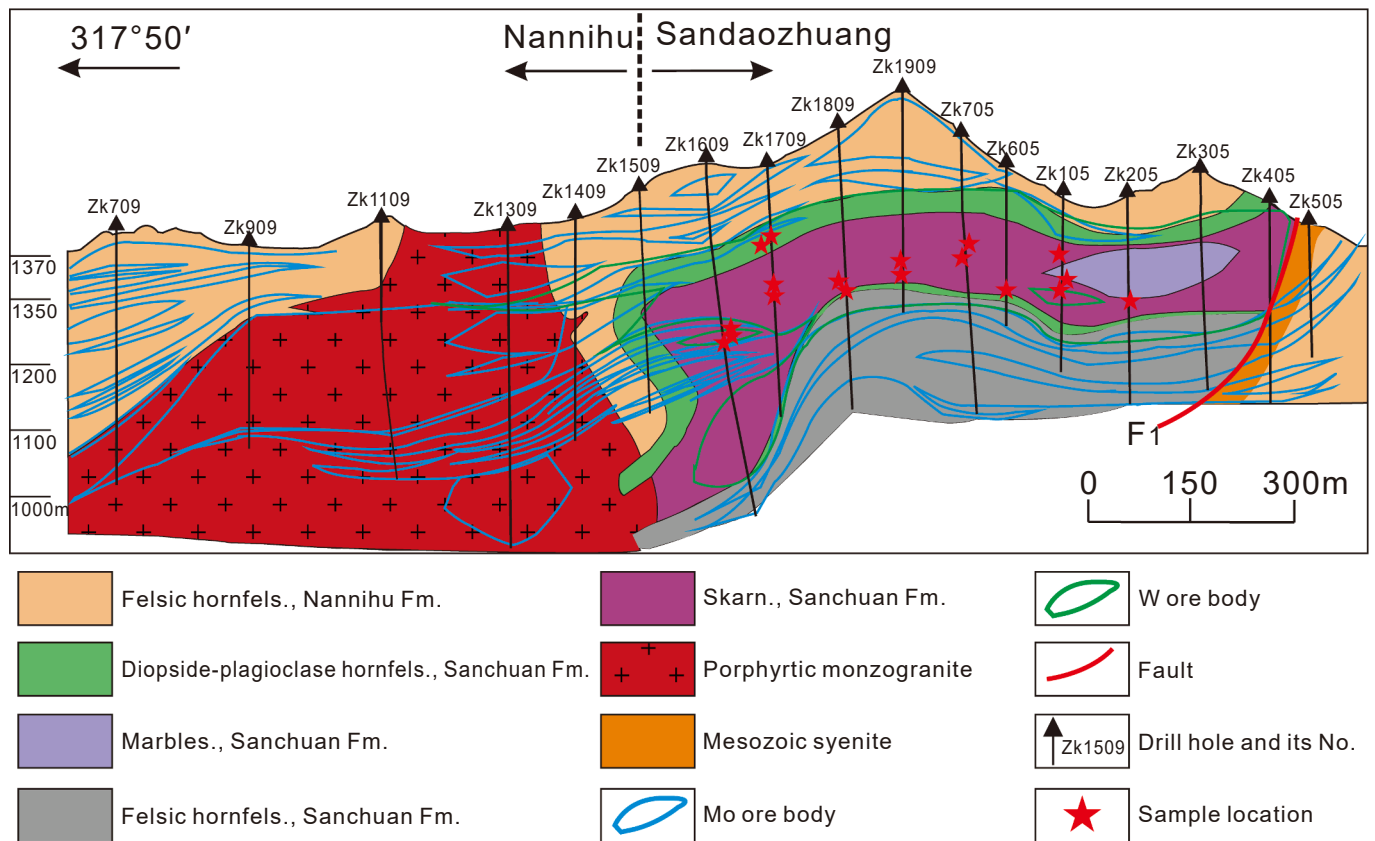 317°50′
Nannihu Sandaozhuang
Zk1909
Zk1809
Zk705
Zk1609
Zk1709
Zk605
Zk1509
Zk105
Zk205
Zk305
Zk405
Zk505
Zk709
Zk909
Zk1109
Zk1309
Zk1409
1370
1350
1200
1100
1000m
F1
0 150 300m
Felsic hornfels., Nannihu Fm.
Skarn., Sanchuan Fm.
W ore body
Diopside-plagioclase hornfels., Sanchuan Fm.
Porphyrtic monzogranite
Fault
Marbles., Sanchuan Fm.
Mesozoic syenite
Zk1509
Drill hole and its No.
Felsic hornfels., Sanchuan Fm.
Mo ore body
Sample location